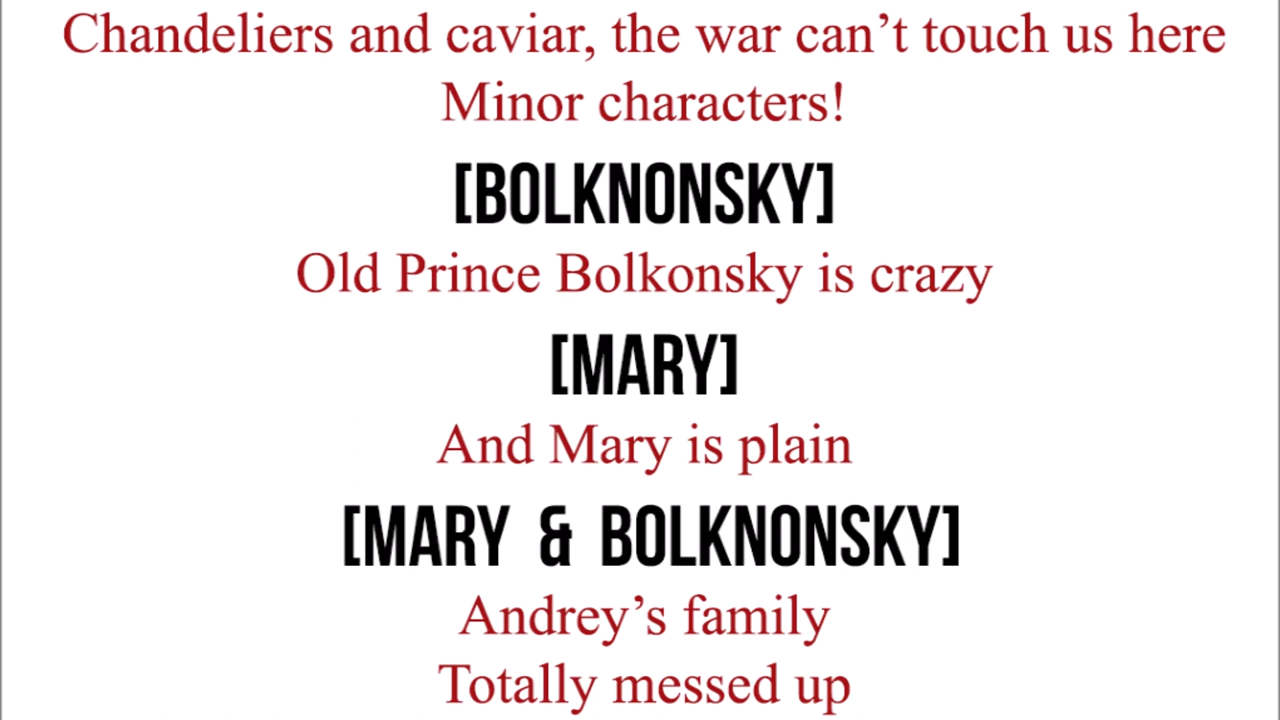 Chandeliers and caviar, the war can’t touch us here
Minor characters!
[BOLKNONSKY]
Old Prince Bolkonsky is crazy
[MARY]
And Mary is plain
[MARY & BOLKNONSKY]
Andrey’s family
Totally messed up